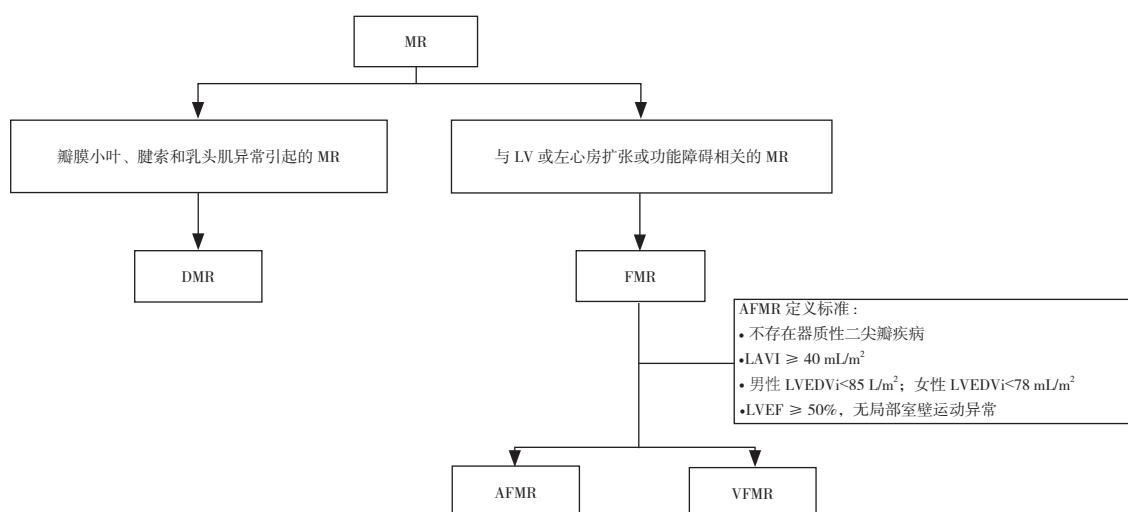 MR
瓣膜小叶、腱索和乳头肌异常引起的 MR
与 LV 或左心房扩张或功能障碍相关的 MR
DMR
FMR
AFMR 定义标准：
• 不存在器质性二尖瓣疾病
•LAVI ≥ 40 mL/m²
• 男性 LVEDVi<85 L/m²；女性 LVEDVi<78 mL/m²
•LVEF ≥ 50%，无局部室壁运动异常
AFMR
VFMR